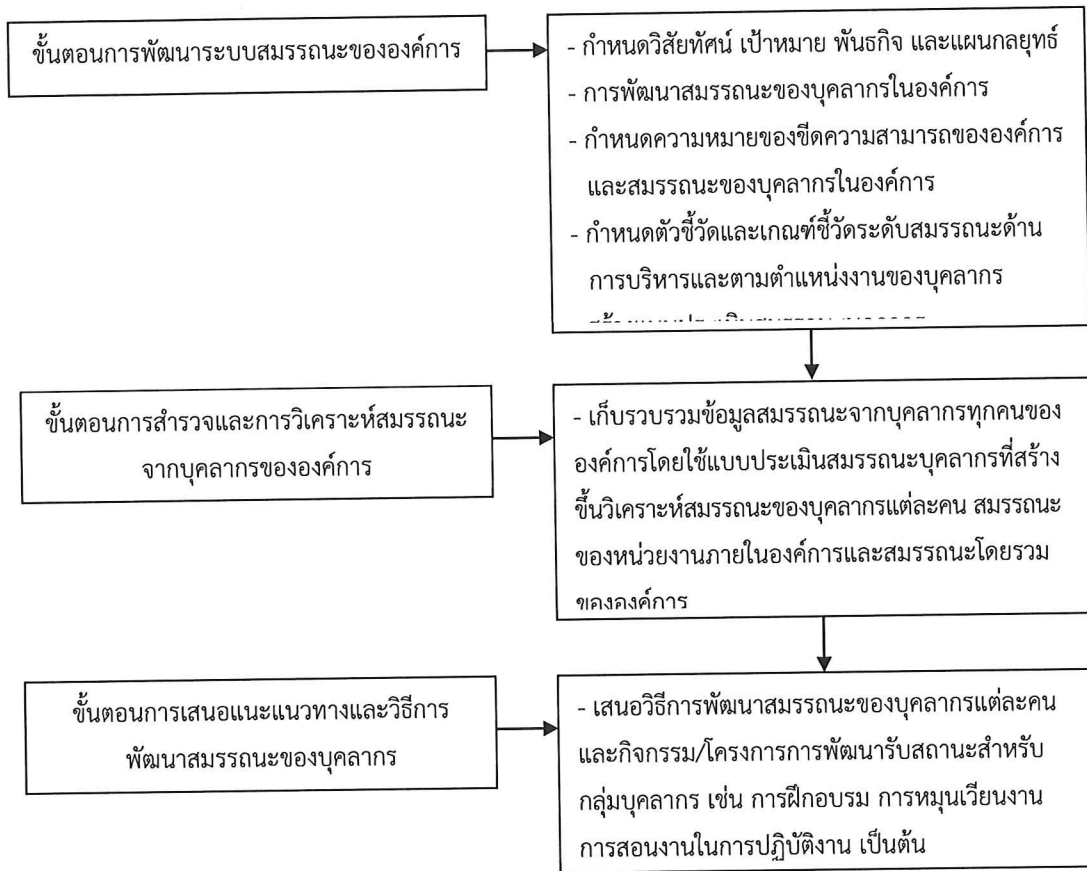 ขั้นตอนการพัฒนาระบบสมรรถนะขององค์การ
- กำหนดวิสัยทัศน์ เป้าหมาย พันธกิจ และแผนกลยุทธ์
- การพัฒนาสมรรถนะของบุคลากรในองค์การ
- กำหนดความหมายของขีดความสามารถขององค์การ
และสมรรถนะของบุคลากรในองค์การ
- กำหนดตัวชี้วัดและเกณฑ์ชี้วัดระดับสมรรถนะด้าน
การบริหารและตามตำแหน่งงานของบุคลากร
ขั้นตอนการสำรวจและการวิเคราะห์สมรรถนะ
จากบุคลากรขององค์การ
- เก็บรวบรวมข้อมูลสมรรถนะจากบุคลากรทุกคนของ
องค์การโดยใช้แบบประเมินสมรรถนะบุคลากรที่สร้าง
ขึ้นวิเคราะห์สมรรถนะของบุคลากรแต่ละคน สมรรถนะ
ของหน่วยงานภายในองค์การและสมรรถนะโดยรวม
ขององค์การ
ขั้นตอนการเสนอแนะแนวทางและวิธีการ
พัฒนาสมรรถนะของบุคลากร
- เสนอวิธีการพัฒนาสมรรถนะของบุคลากรแต่ละคน
และกิจกรรม/โครงการการพัฒนารับสถานะสำหรับ
กลุ่มบุคลากร เช่น การฝึกอบรม การหมุนเวียนงาน
การสอนงานในการปฏิบัติงาน เป็นต้น